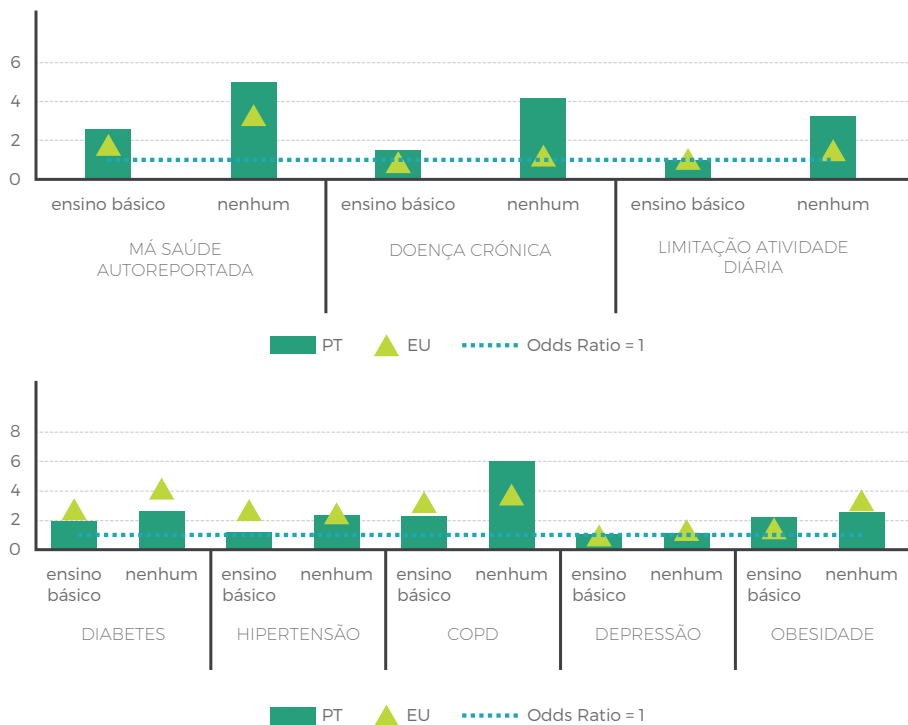 6
4
2
0
ensino básico nenhum ensino básico nenhum ensino básico nenhum
MÁ SAÚDE
AUTOREPORTADA
DOENÇA CRÓNICA
LIMITAÇÃO ATIVIDADE
DIÁRIA
PT EU Odds Ratio = 1
8
6
4
2
0
ensino nenhum ensino nenhum ensino nenhum ensino nenhum ensino nenhum
básico básico básico básico básico
DIABETES HIPERTENSÃO COPD DEPRESSÃO OBESIDADE
PT EU Odds Ratio = 1